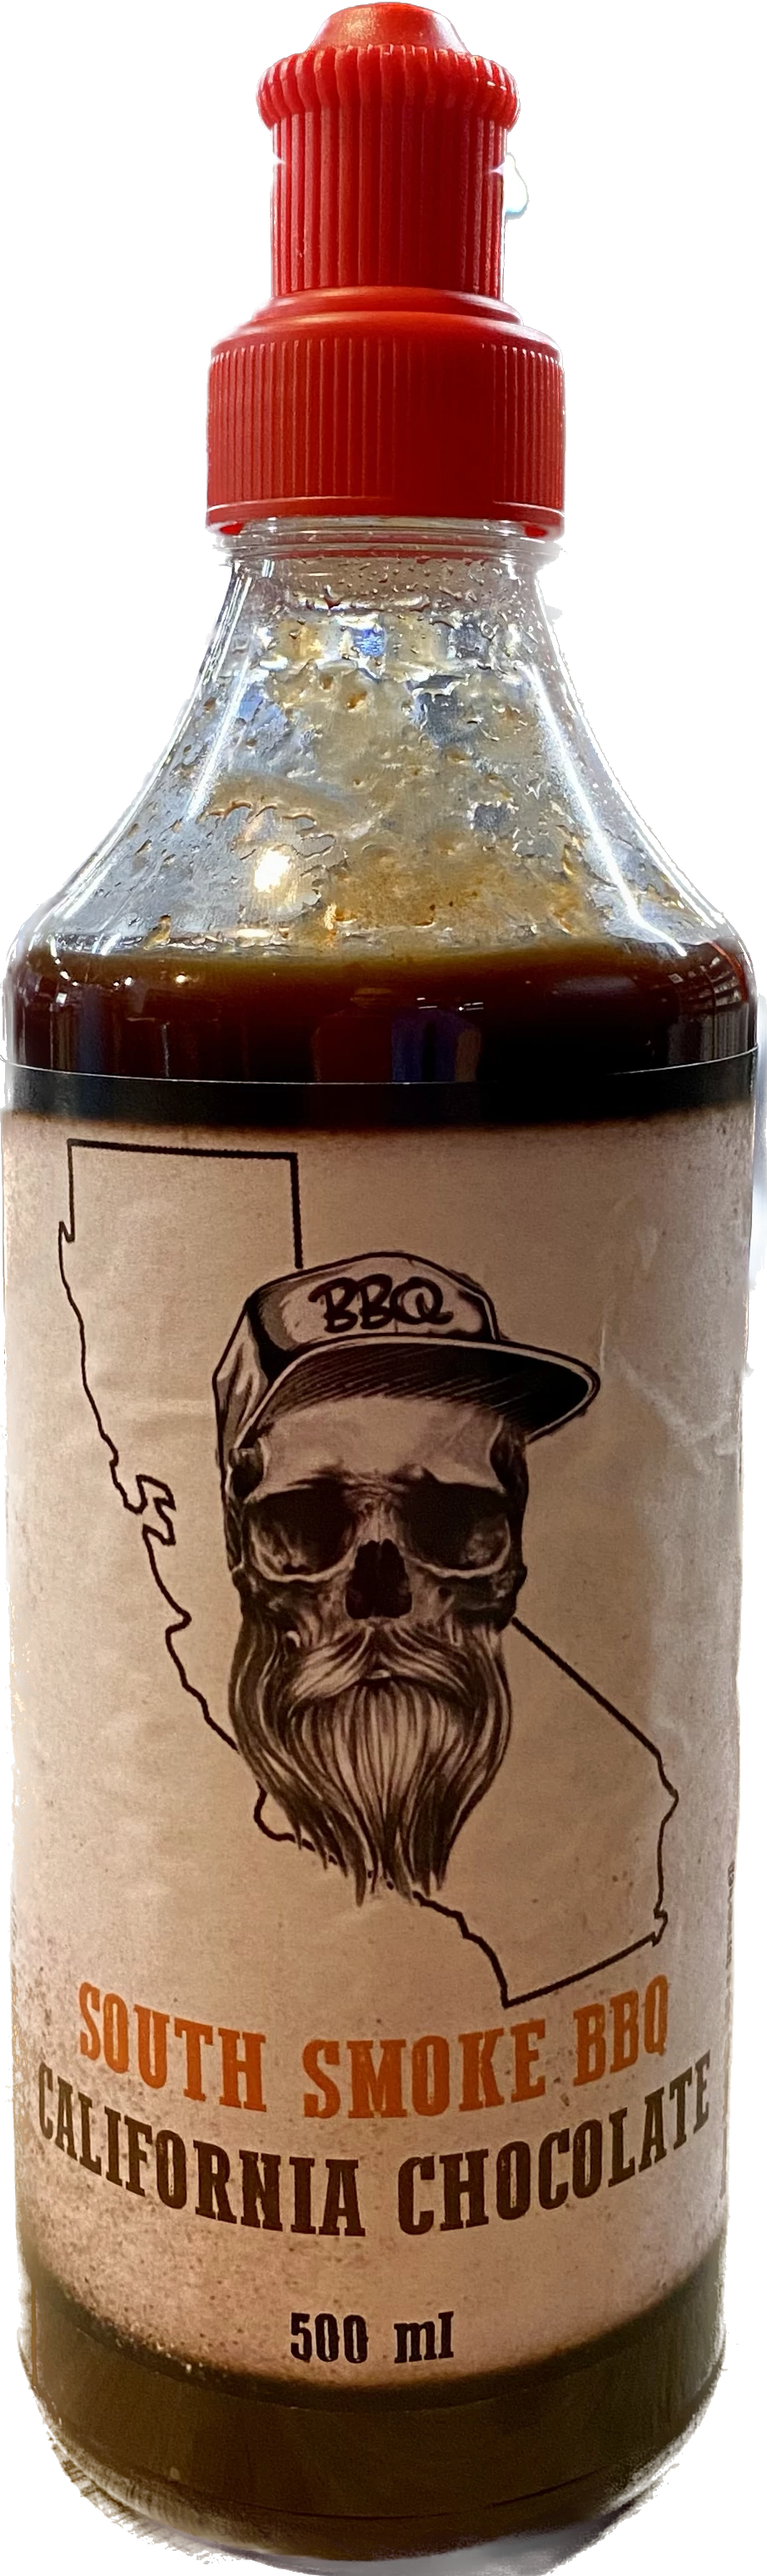 BBQ
SOUTH SMOKE BBQ
CALIFORNIA CHOCOLATE
500 ml